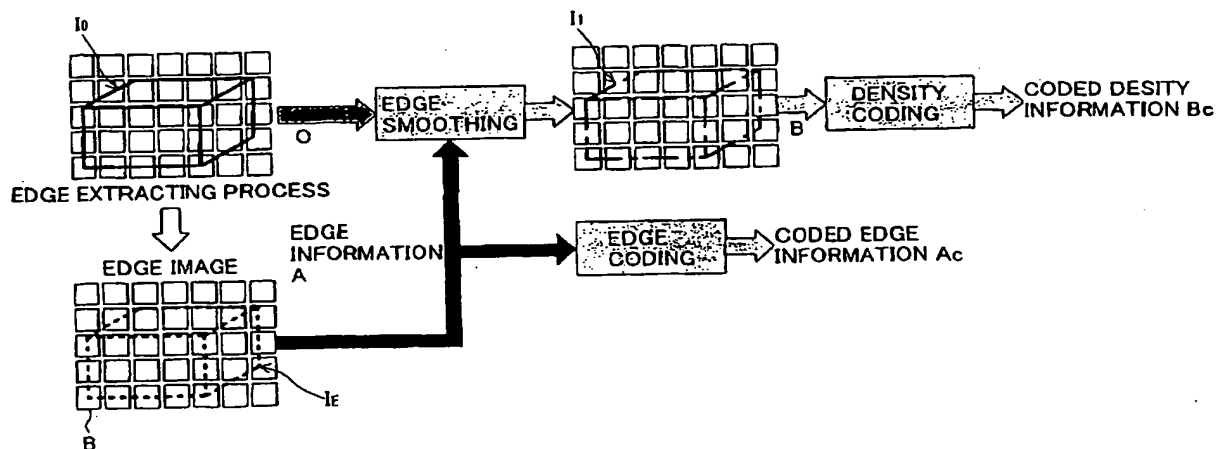 I0
I1
EDGE
SMOOTHING
DENSITY
CODING
CODED DESITY
INFORMATION Bc
O
B
EDGE EXTRACTING PROCESS
EDGE
INFORMATION
A
EDGE
CODING
CODED EDGE
INFORMATION Ac
EDGE IMAGE
IE
B